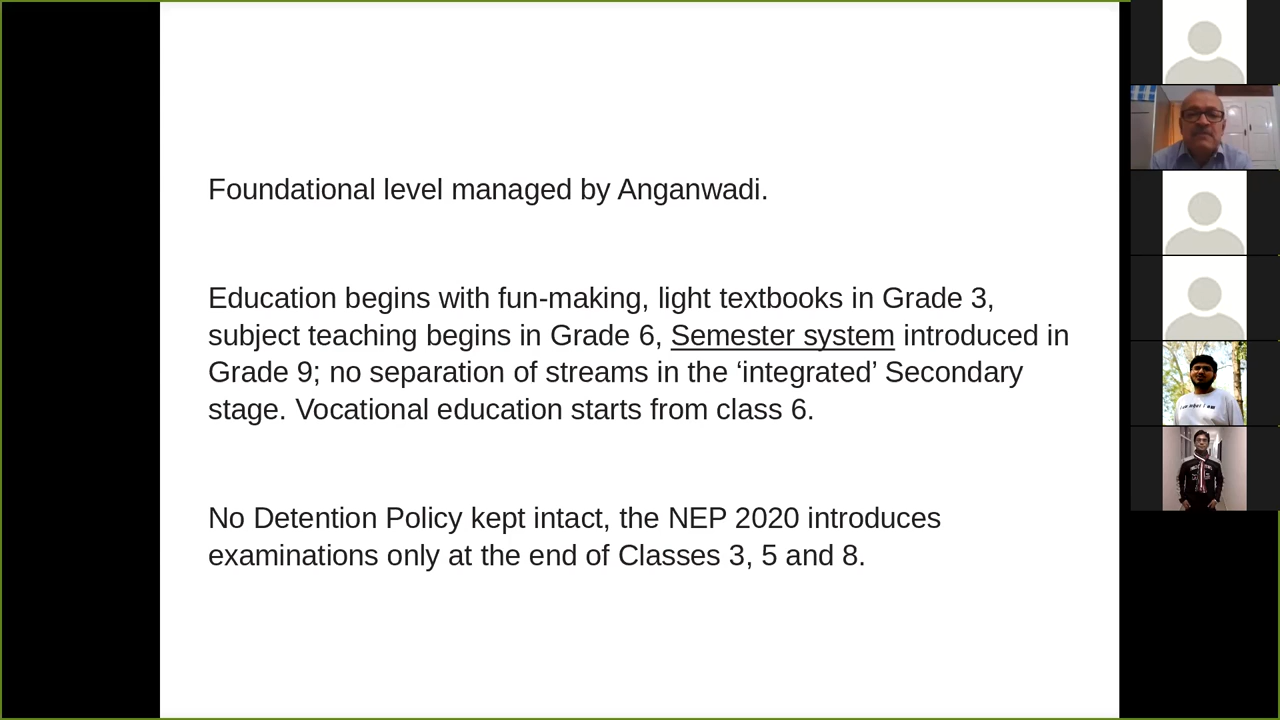 Foundational level managed by Anganwadi.
Education begins with fun-making, light textbooks in Grade 3,
subject teaching begins in Grade 6, Semester system introduced in
Grade 9; no separation of streams in the ‘integrated’ Secondary
stage. Vocational education starts from class 6.
No Detention Policy kept intact, the NEP 2020 introduces
examinations only at the end of Classes 3, 5 and 8.